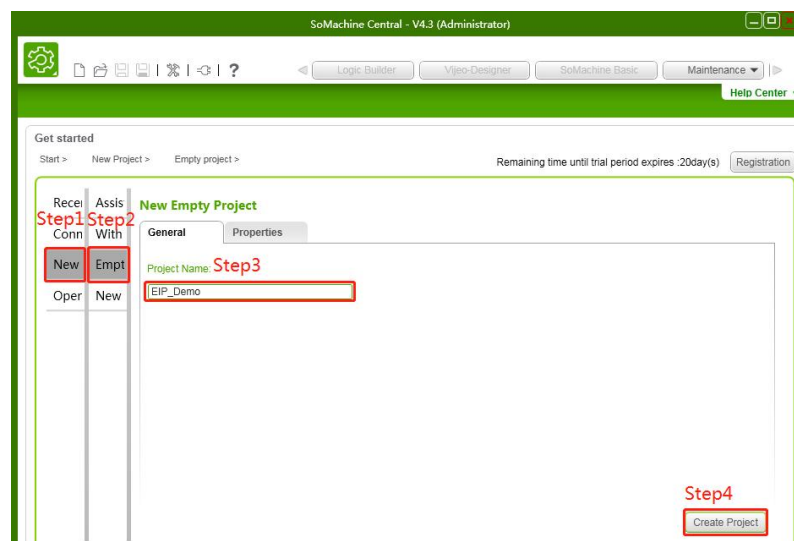 SoMachine Central - V4.3 (Administrator)
? Logic Builder Vijeo-Designer SoMachine Basic Maintenance
Help Center
Get started
Start > New Project > Empty project >
Remaining time until trial period expires :20day(s) Registration
Recei Assis New Empty Project
Step1 Step2
Conn With General Properties
New Empt Project Name: Step3
Oper New EIP_Demo
Step4
Create Project